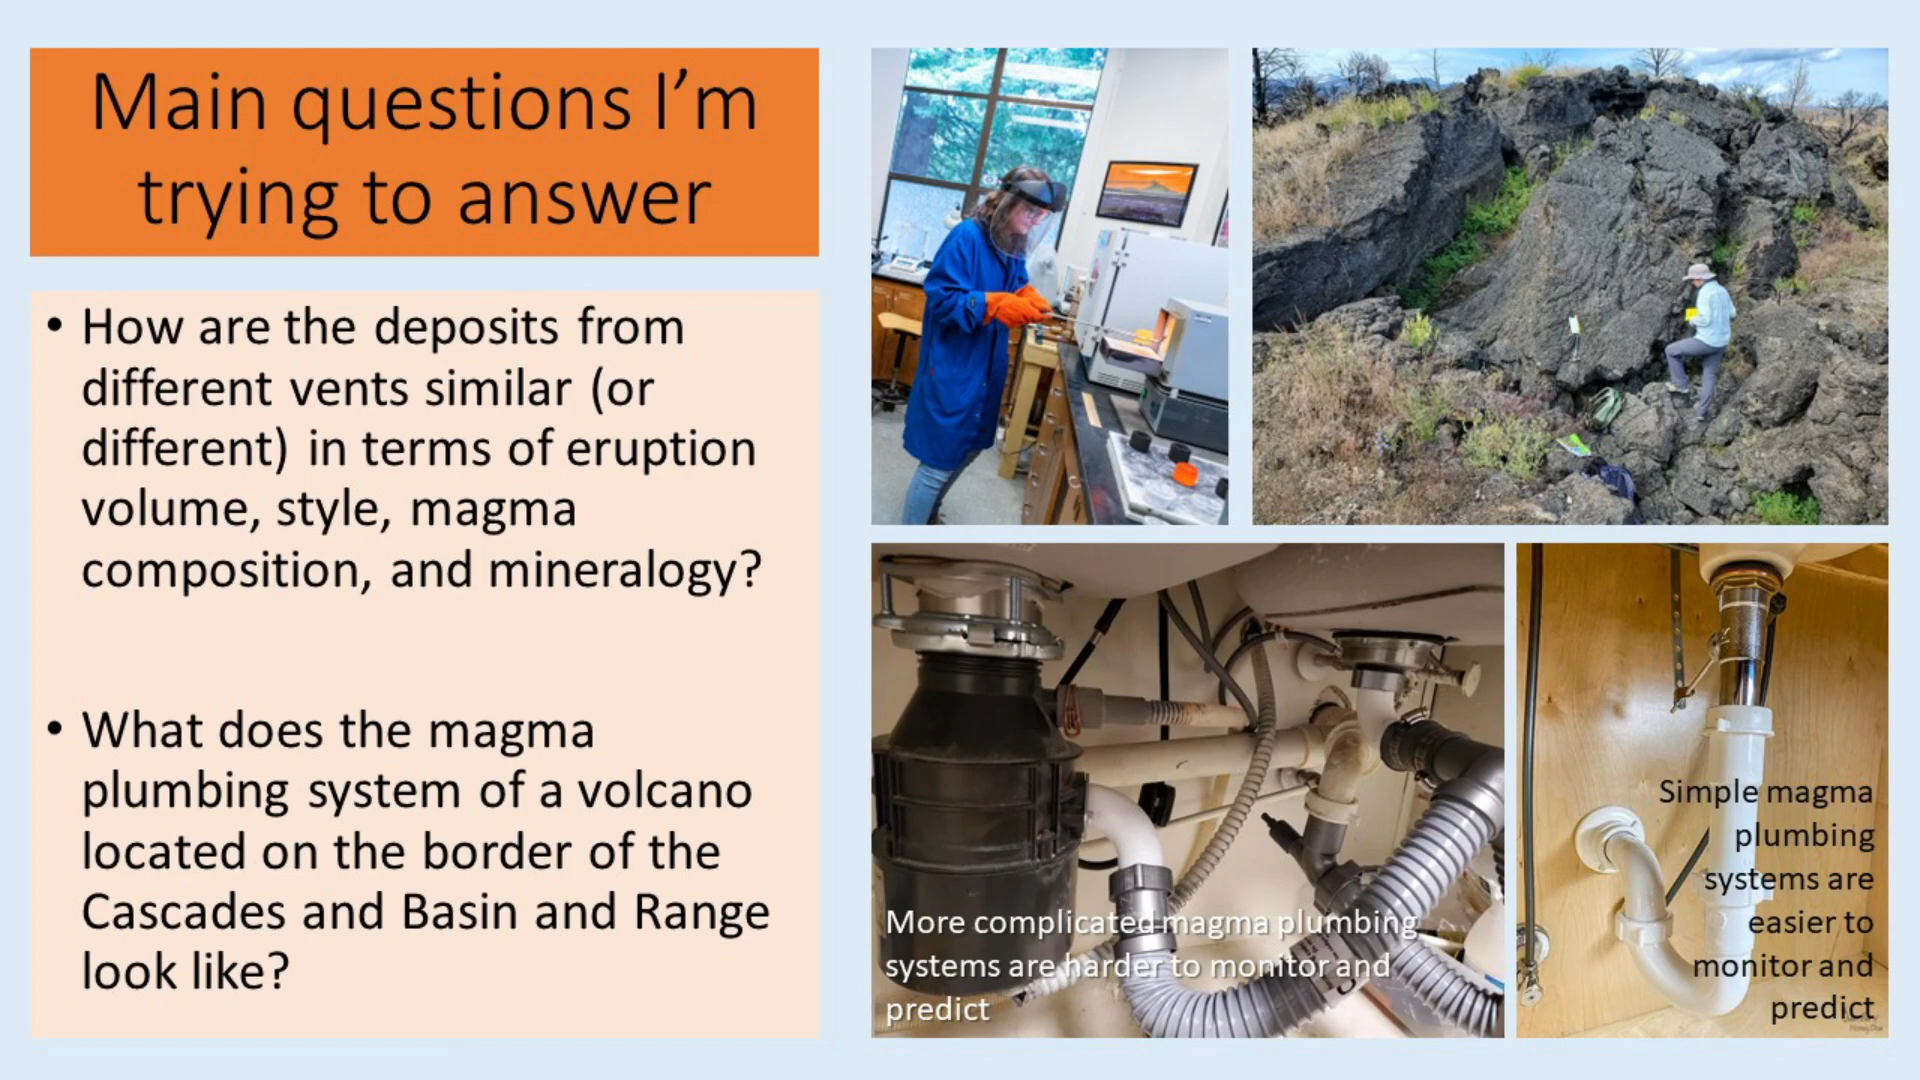 Main questions I'm
trying to answer
• How are the deposits from
different vents similar (or
different) in terms of eruption
volume, style, magma
composition, and mineralogy?
• What does the magma
plumbing system of a volcano
located on the border of the
Cascades and Basin and Range
look like?
More complicated magma plumbing
systems are harder to monitor and
predict
Simple magma
plumbing
systems are
easier to
monitor and
predict